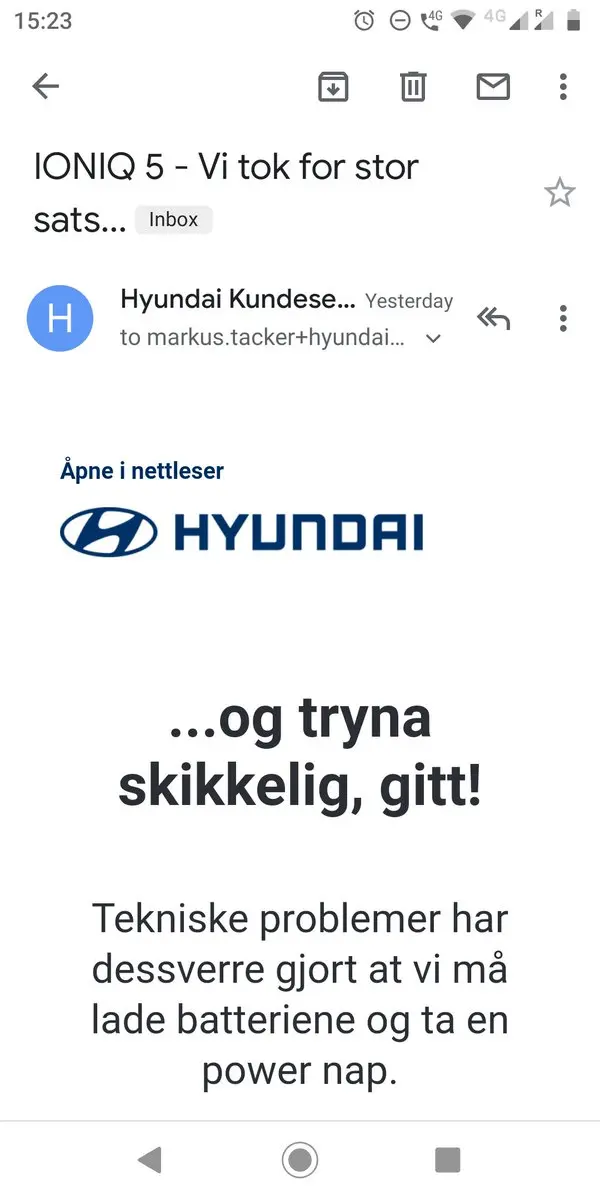 15:23
4G
4G
R
IONIQ 5 - Vi tok for stor
sats... Inbox
H
Hyundai Kundese... Yesterday
to markus.tacker+hyundai...
Åpne i nettleser
HYUNDAI
...og tryna
skikkelig, gitt!
Tekniske problemer har
dessverre gjort at vi må
lade batteriene og ta en
power nap.